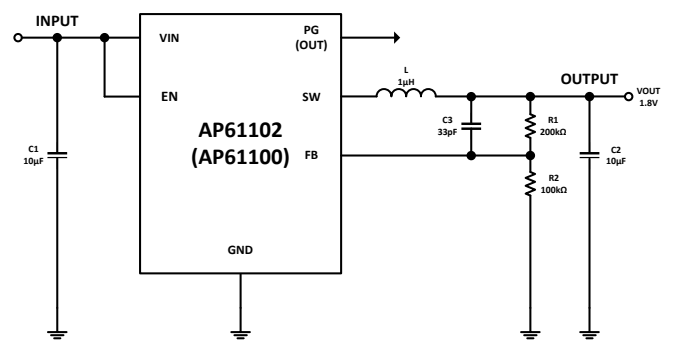 INPUT
VIN
EN
PG
(OUT)
SW
AP61102
(AP61100)
FB
GND
C1
10μF
L
1μH
C3
33pF
R1
200kΩ
R2
100kΩ
OUTPUT
VOUT
1.8V
C2
10μF